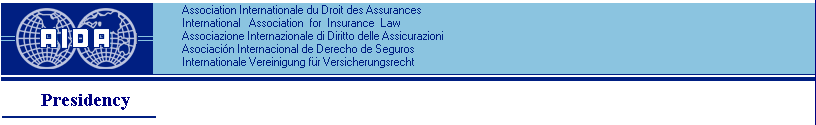 AIDA
Association Internationale du Droit des Assurances
International Association for Insurance Law
Associazione Internazionale di Diritto delle Assicurazioni
Asociación Internacional de Derecho de Seguros
Internationale Vereinigung für Versicherungsrecht
Presidency